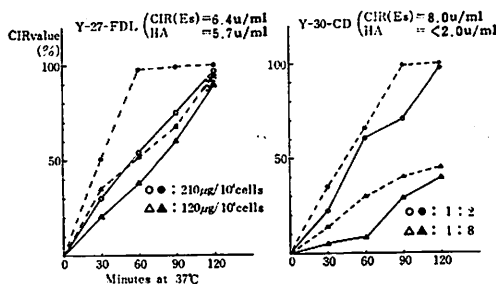 Y-27-FDL (CIR(Es)=6.4u/ml
HA =5.7u/ml
Y-30-CD (CIR(Es)=8.0u/ml
HA =<2.0u/ml
CIRvalue
(%)
100
50
○●: 210μg/10⁶cells
△▲: 120μg/10⁶cells
0 30 60 90 120
Minutes at 37℃
100
50
○●: 1:2
△▲: 1:8
0 30 60 90 120